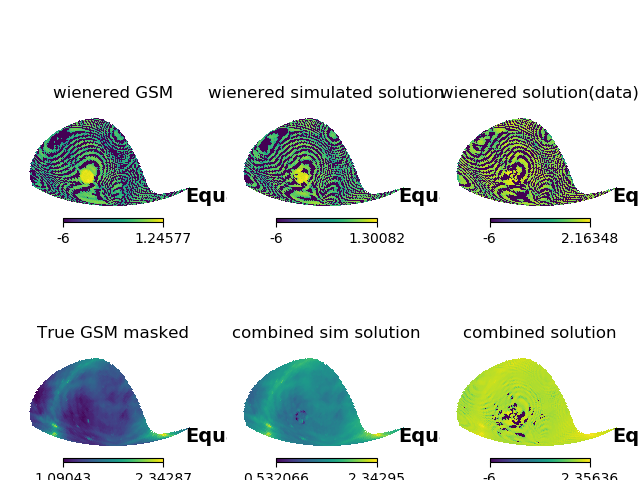 wienered GSM
wienered simulated solution
wienered solution(data)
Equ
Equ
Eq
-6 1.24577
-6 1.30082
-6 2.16348
True GSM masked
combined sim solution
combined solution
Equ
Equ
Eq
1.09043 2.34287
0.532066 2.34295
-6 2.35636